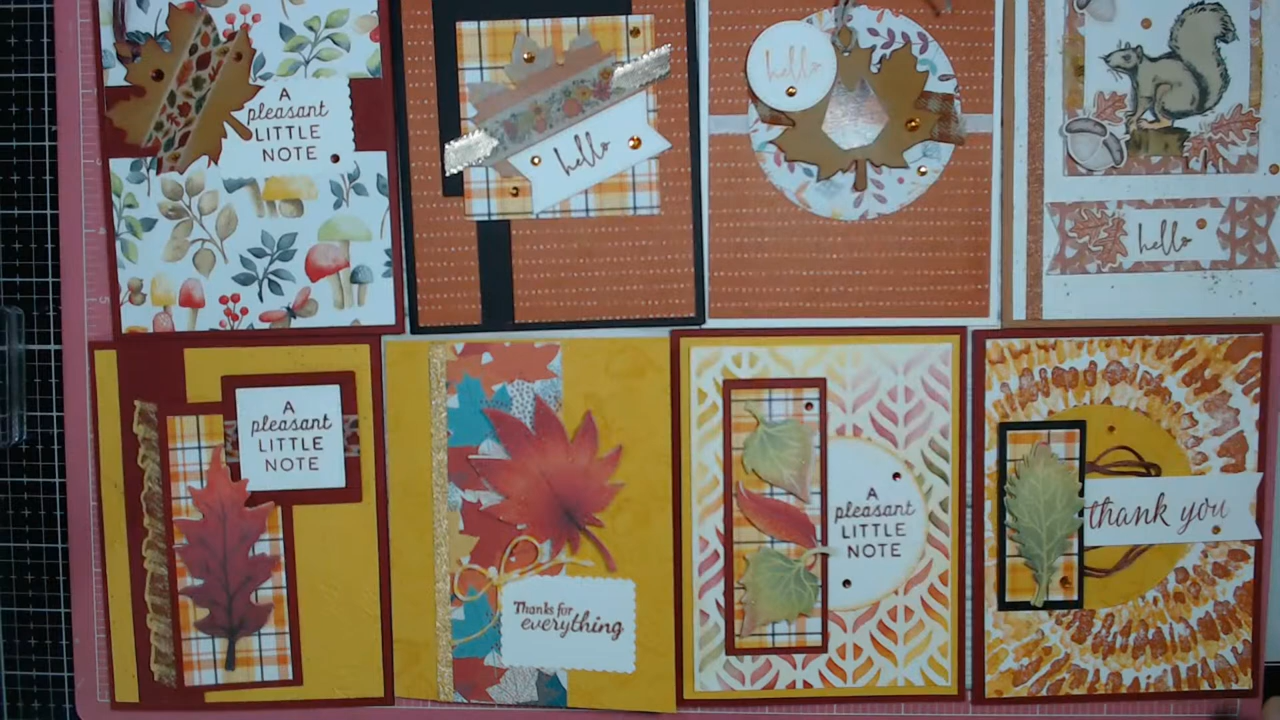 A
pleasant
LITTLE
NOTE
hello
hello
hello
A
pleasant
LITTLE
NOTE
Thanks for
everything
A
pleasant
LITTLE
NOTE
thank you